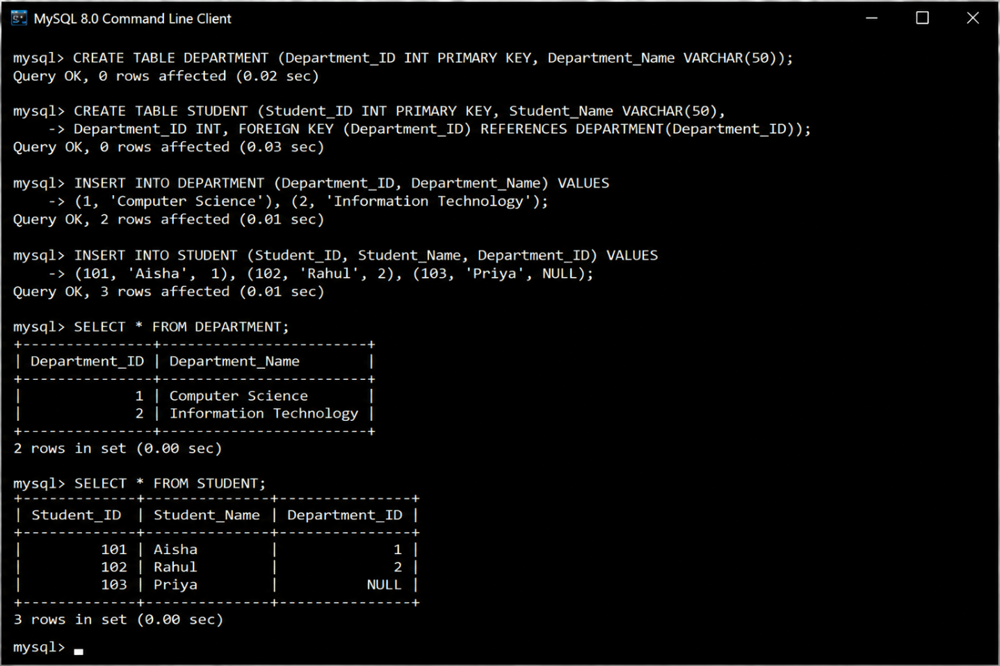 MySQL 8.0 Command Line Client
mysql> CREATE TABLE DEPARTMENT (Department_ID INT PRIMARY KEY, Department_Name VARCHAR(50));
Query OK, 0 rows affected (0.02 sec)
mysql> CREATE TABLE STUDENT (Student_ID INT PRIMARY KEY, Student_Name VARCHAR(50),
    -> Department_ID INT, FOREIGN KEY (Department_ID) REFERENCES DEPARTMENT(Department_ID));
Query OK, 0 rows affected (0.03 sec)
mysql> INSERT INTO DEPARTMENT (Department_ID, Department_Name) VALUES
    -> (1, 'Computer Science'), (2, 'Information Technology');
Query OK, 2 rows affected (0.01 sec)
mysql> INSERT INTO STUDENT (Student_ID, Student_Name, Department_ID) VALUES
    -> (101, 'Aisha', 1), (102, 'Rahul', 2), (103, 'Priya', NULL);
Query OK, 3 rows affected (0.01 sec)
mysql> SELECT * FROM DEPARTMENT;
+---------------+------------------------+
| Department_ID | Department_Name        |
+---------------+------------------------+
|             1 | Computer Science       |
|             2 | Information Technology |
+---------------+------------------------+
2 rows in set (0.00 sec)
mysql> SELECT * FROM STUDENT;
+-------------+--------------+---------------+
| Student_ID  | Student_Name | Department_ID |
+-------------+--------------+---------------+
|         101 | Aisha        |             1 |
|         102 | Rahul        |             2 |
|         103 | Priya        |          NULL |
+-------------+--------------+---------------+
3 rows in set (0.00 sec)
mysql>